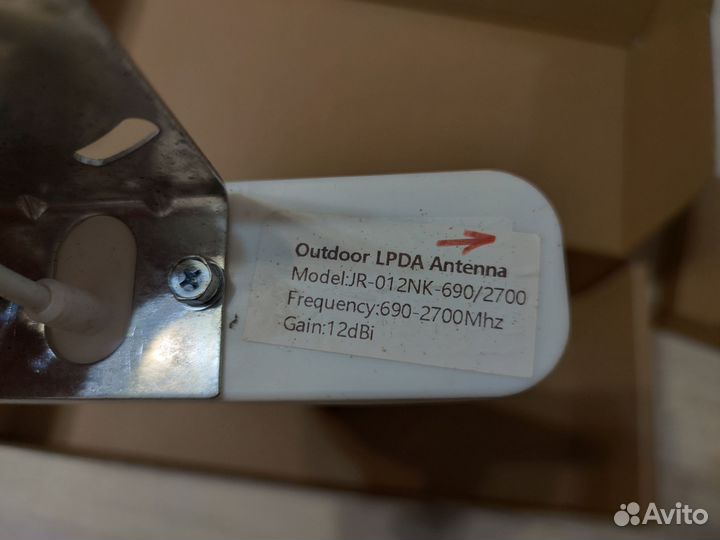 Outdoor LPDA Antenna
Model:JR-012NK-690/2700
Frequency:690-2700Mhz
Gain:12dBi
Avito